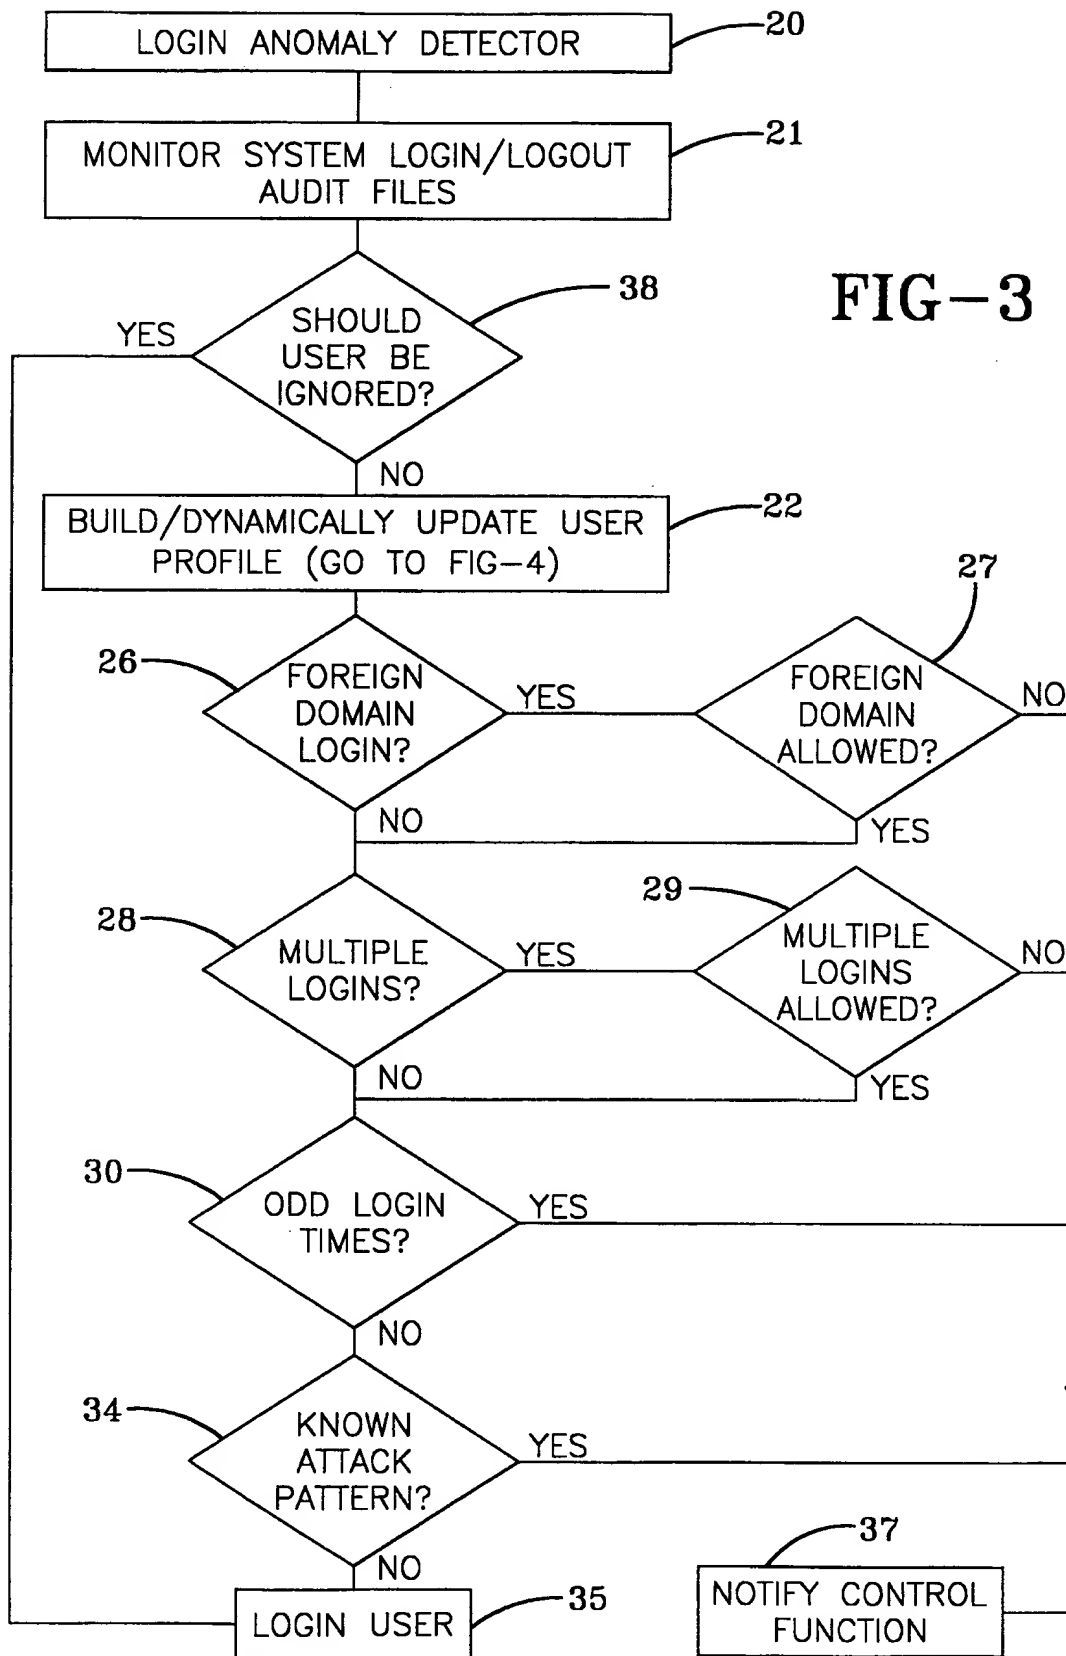 LOGIN ANOMALY DETECTOR
20
MONITOR SYSTEM LOGIN/LOGOUT
AUDIT FILES
21
FIG-3
SHOULD
USER BE
IGNORED?
38
YES
NO
BUILD/DYNAMICALLY UPDATE USER
PROFILE (GO TO FIG-4)
22
26
FOREIGN
DOMAIN
LOGIN?
YES
NO
27
FOREIGN
DOMAIN
ALLOWED?
NO
YES
28
MULTIPLE
LOGINS?
YES
NO
29
MULTIPLE
LOGINS
ALLOWED?
NO
YES
30
ODD LOGIN
TIMES?
YES
NO
34
KNOWN
ATTACK
PATTERN?
YES
NO
LOGIN USER
35
37
NOTIFY CONTROL
FUNCTION